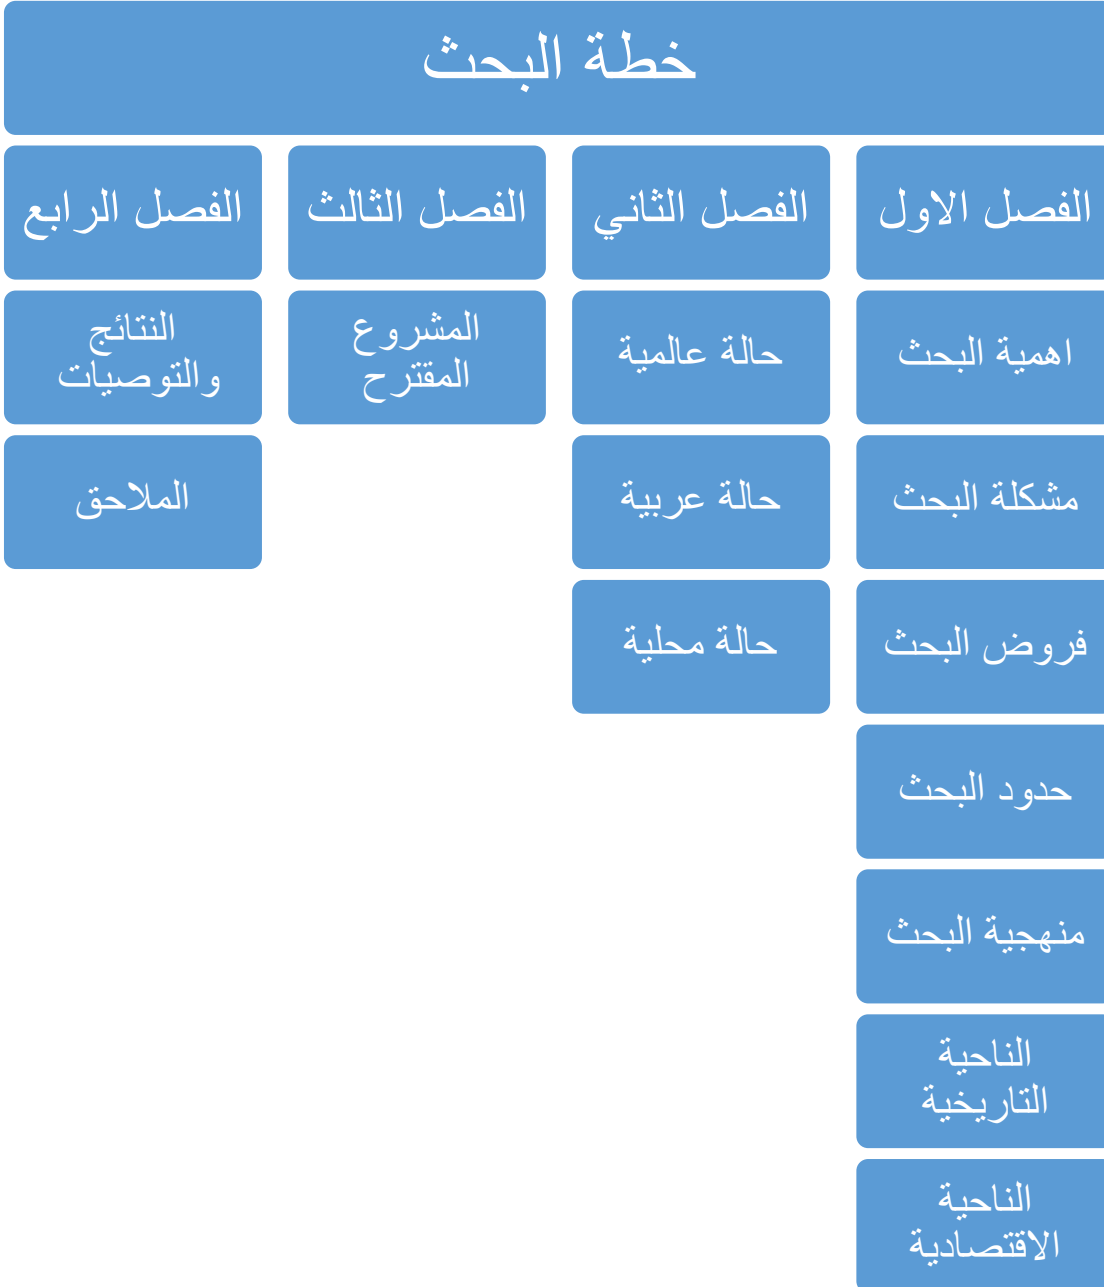 خطة البحث
الفصل الاول
اهمية البحث
مشكلة البحث
فروض البحث
حدود البحث
منهجية البحث
الناحية
التاريخية
الناحية
الاقتصادية
الفصل الثاني
حالة عالمية
حالة عربية
حالة محلية
الفصل الثالث
المشروع
المقترح
الفصل الرابع
النتائج
والتوصيات
الملاحق